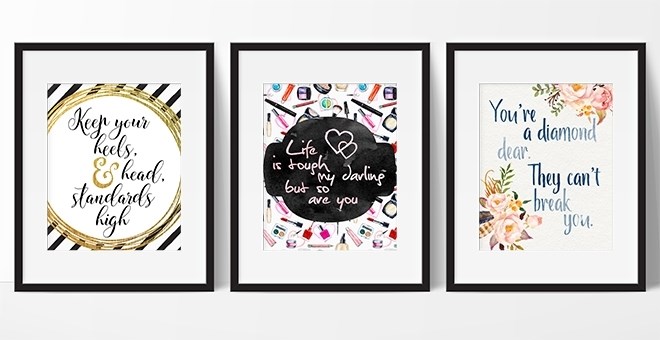 Keep your
heels,
& head,
standards
high
Life
is tough
my darling
but so
are you
You're
a diamond
dear.
They can't
break
you.